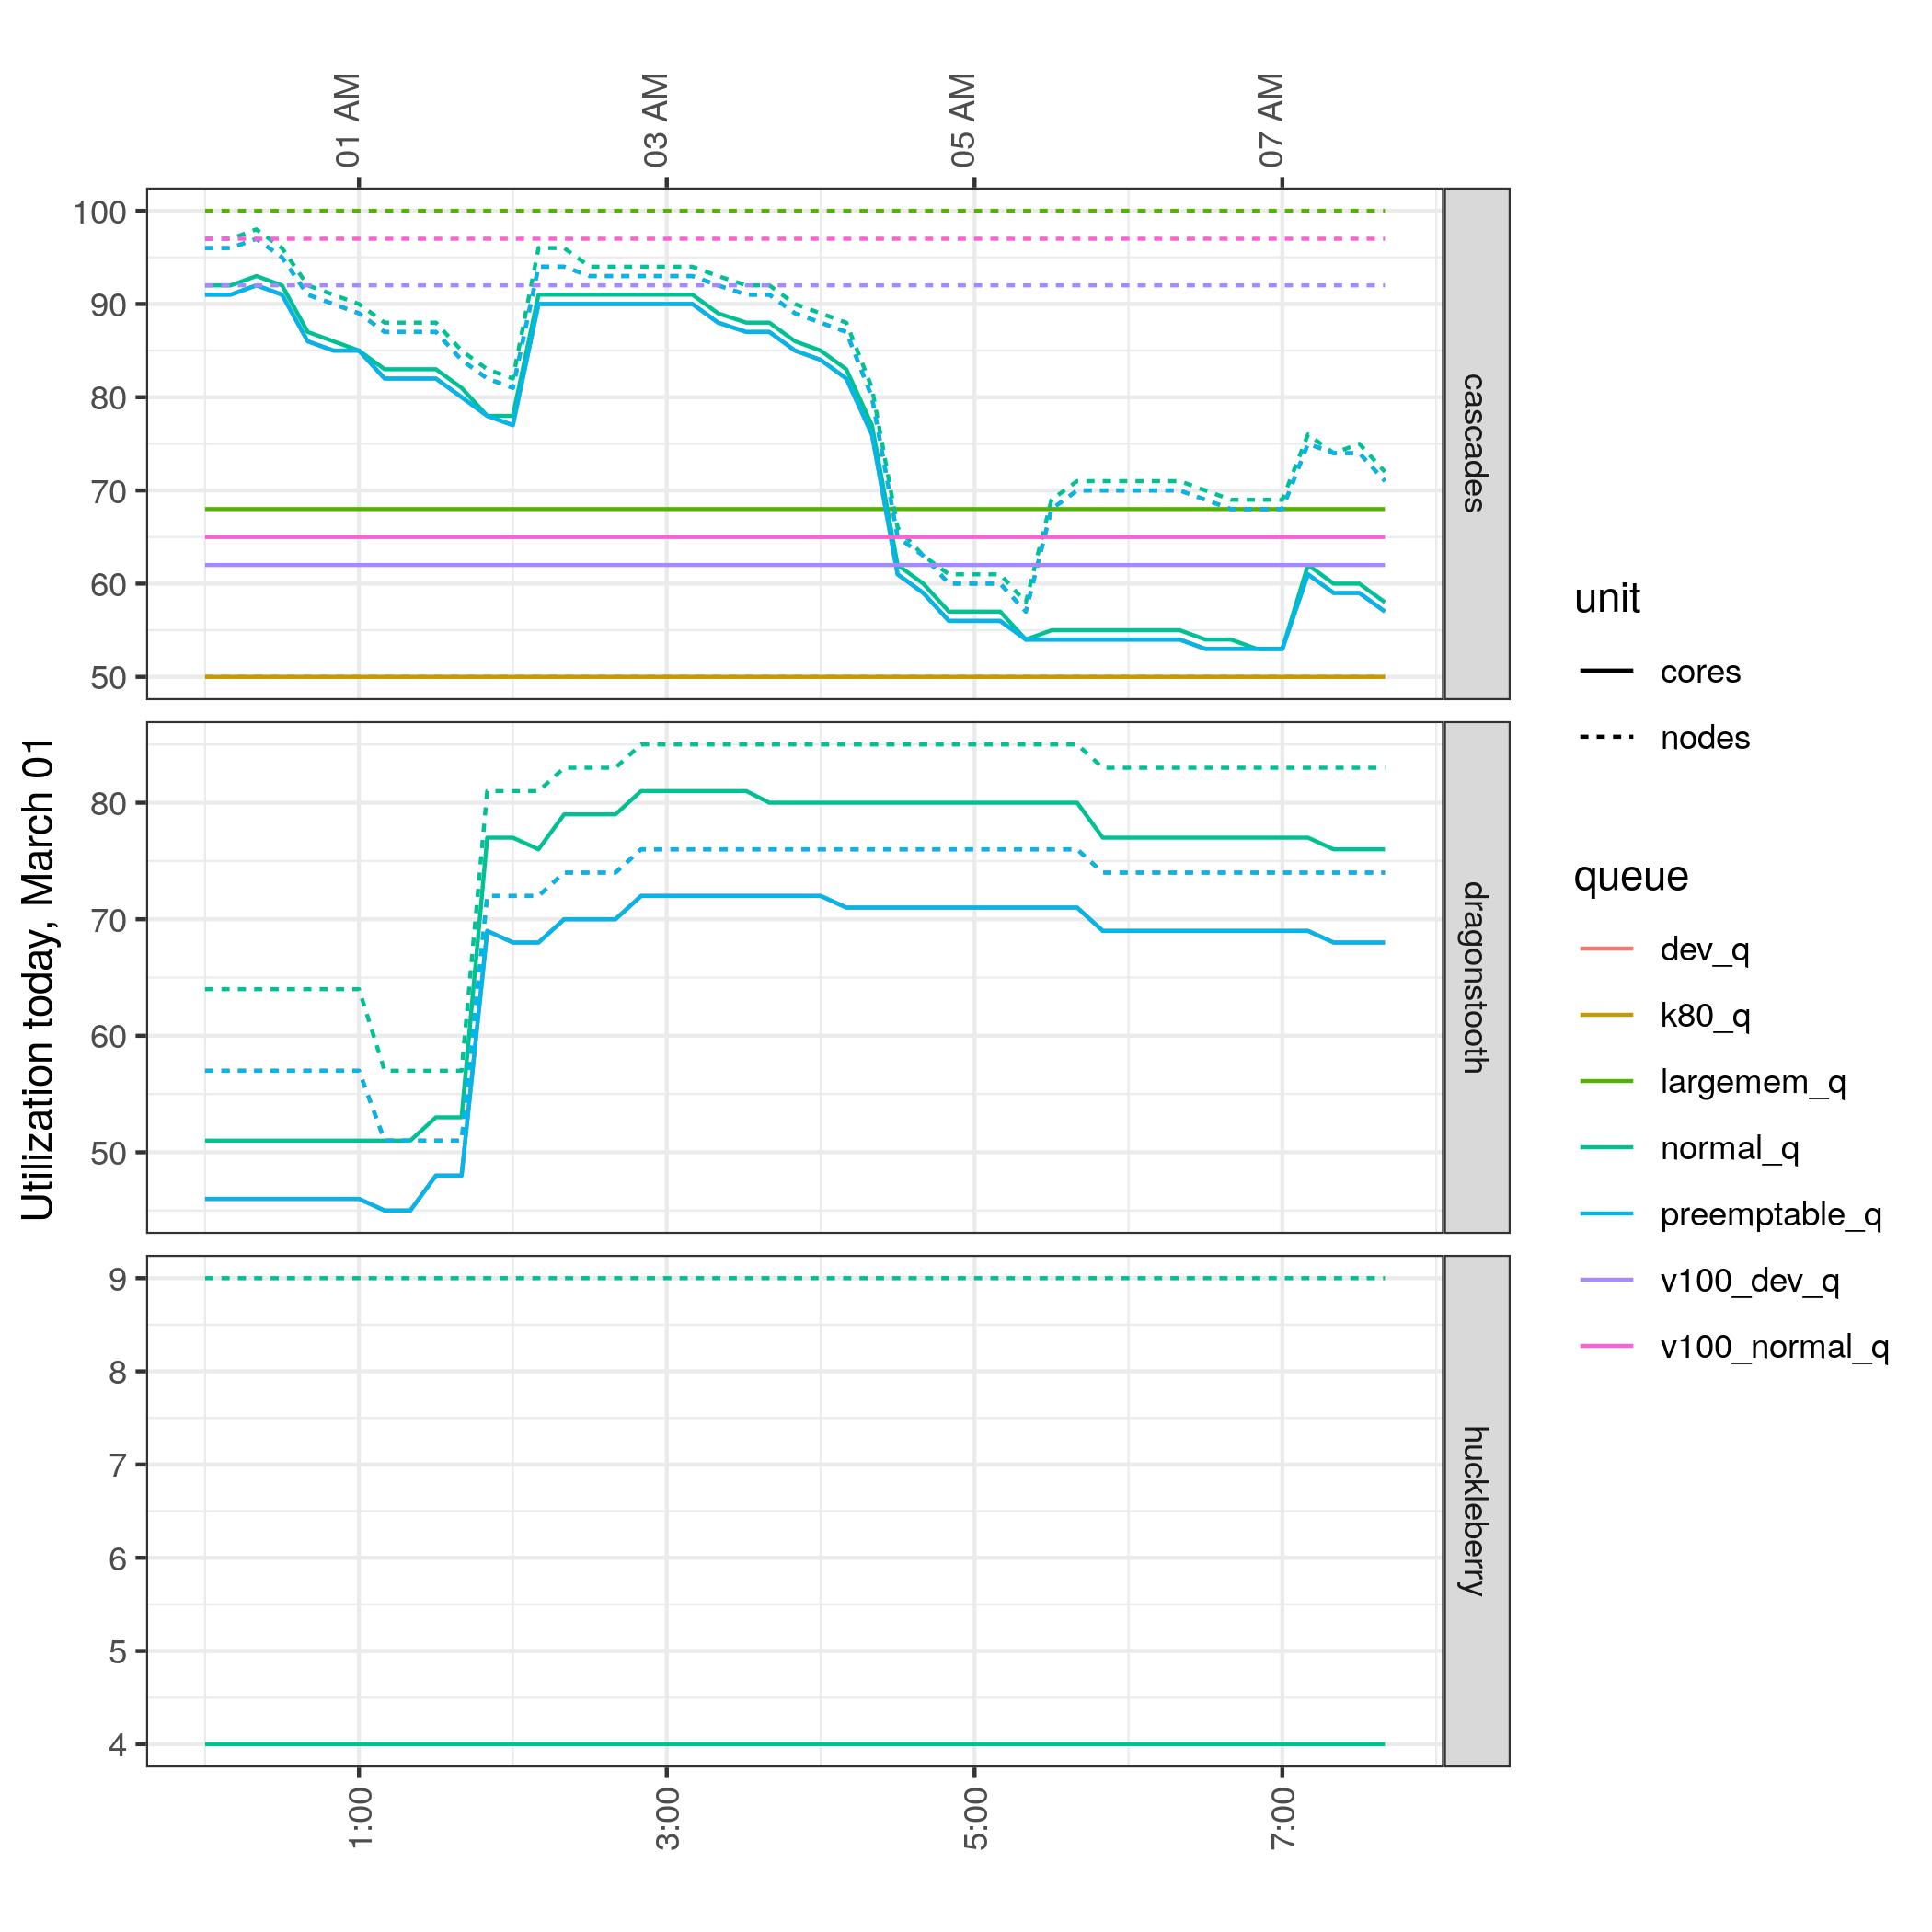 01 AM
03 AM
05 AM
07 AM
100
90
80
70
60
50
cascades
80
70
60
50
dragonstooth
9
8
7
6
5
4
huckleberry
1:00
3:00
5:00
7:00
Utilization today, March 01
unit
cores
nodes
queue
dev_q
k80_q
largemem_q
normal_q
preemptable_q
v100_dev_q
v100_normal_q